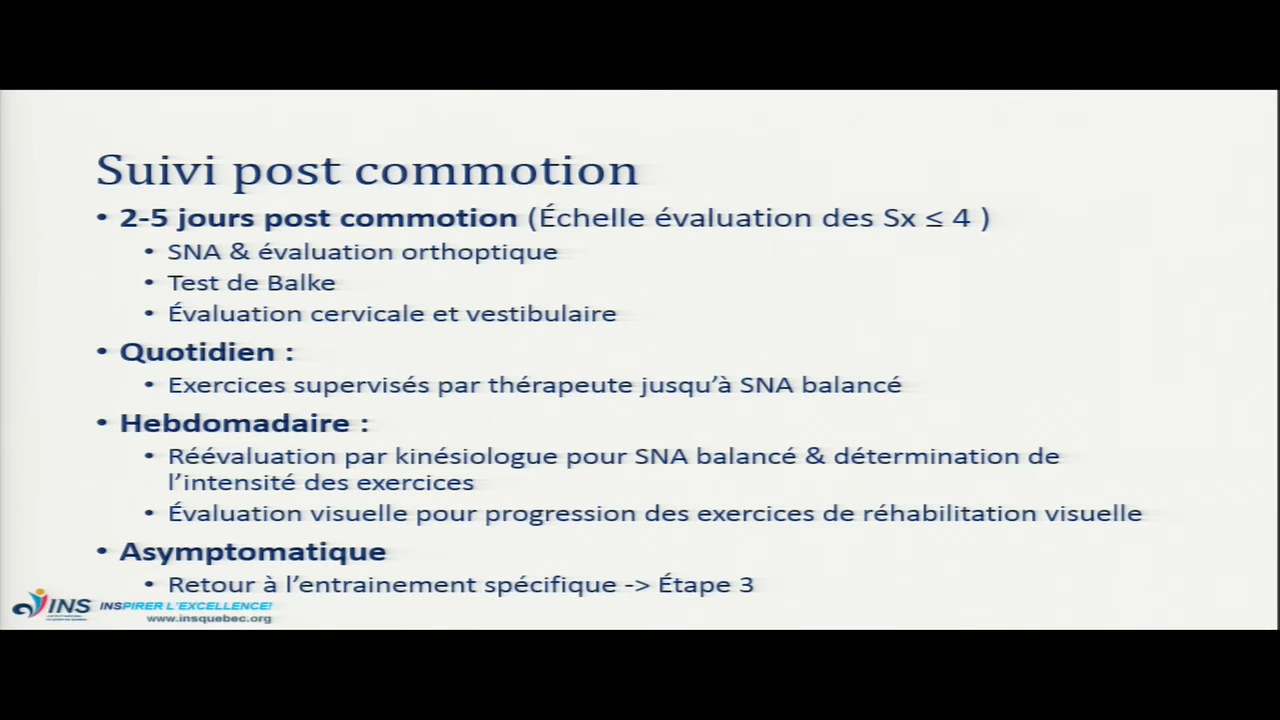 Suivi post commotion
• 2-5 jours post commotion (Échelle évaluation des Sx ≤ 4 )
• SNA & évaluation orthoptique
• Test de Balke
• Évaluation cervicale et vestibulaire
• Quotidien :
• Exercices supervisés par thérapeute jusqu'à SNA balancé
• Hebdomadaire :
• Réévaluation par kinésiologue pour SNA balancé & détermination de
l'intensité des exercices
• Évaluation visuelle pour progression des exercices de réhabilitation visuelle
• Asymptomatique
• Retour à l'entrainement spécifique -> Étape 3
INS INSPIRER L'EXCELLENCE!
www.insquebec.org